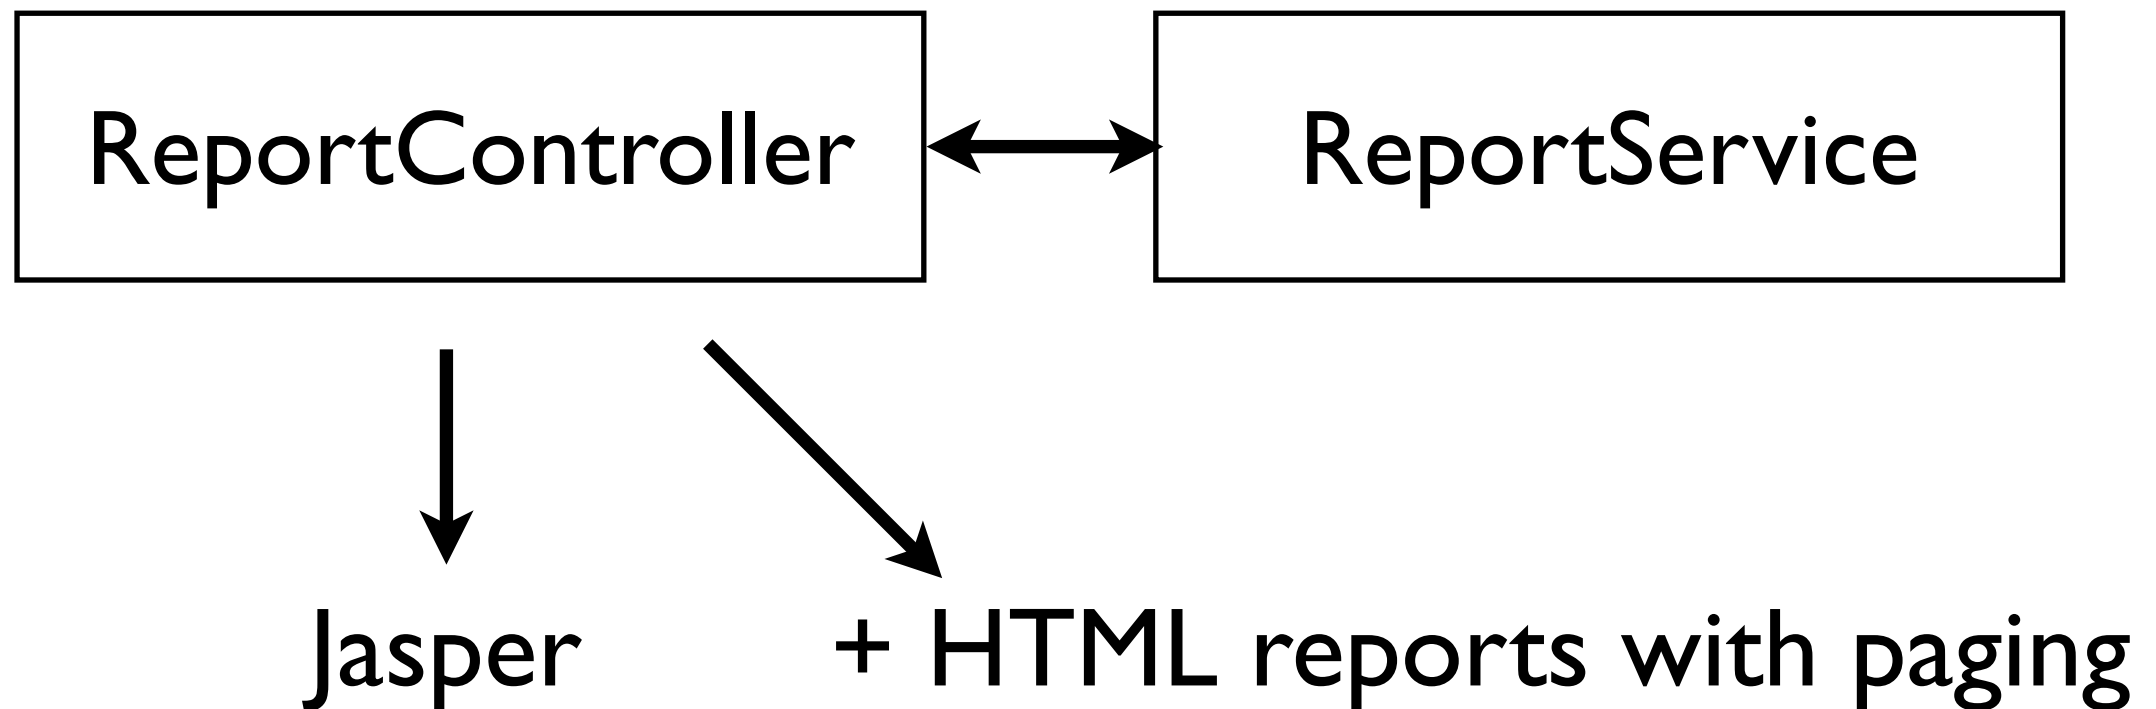 ReportController
ReportService
Jasper
+ HTML reports with paging